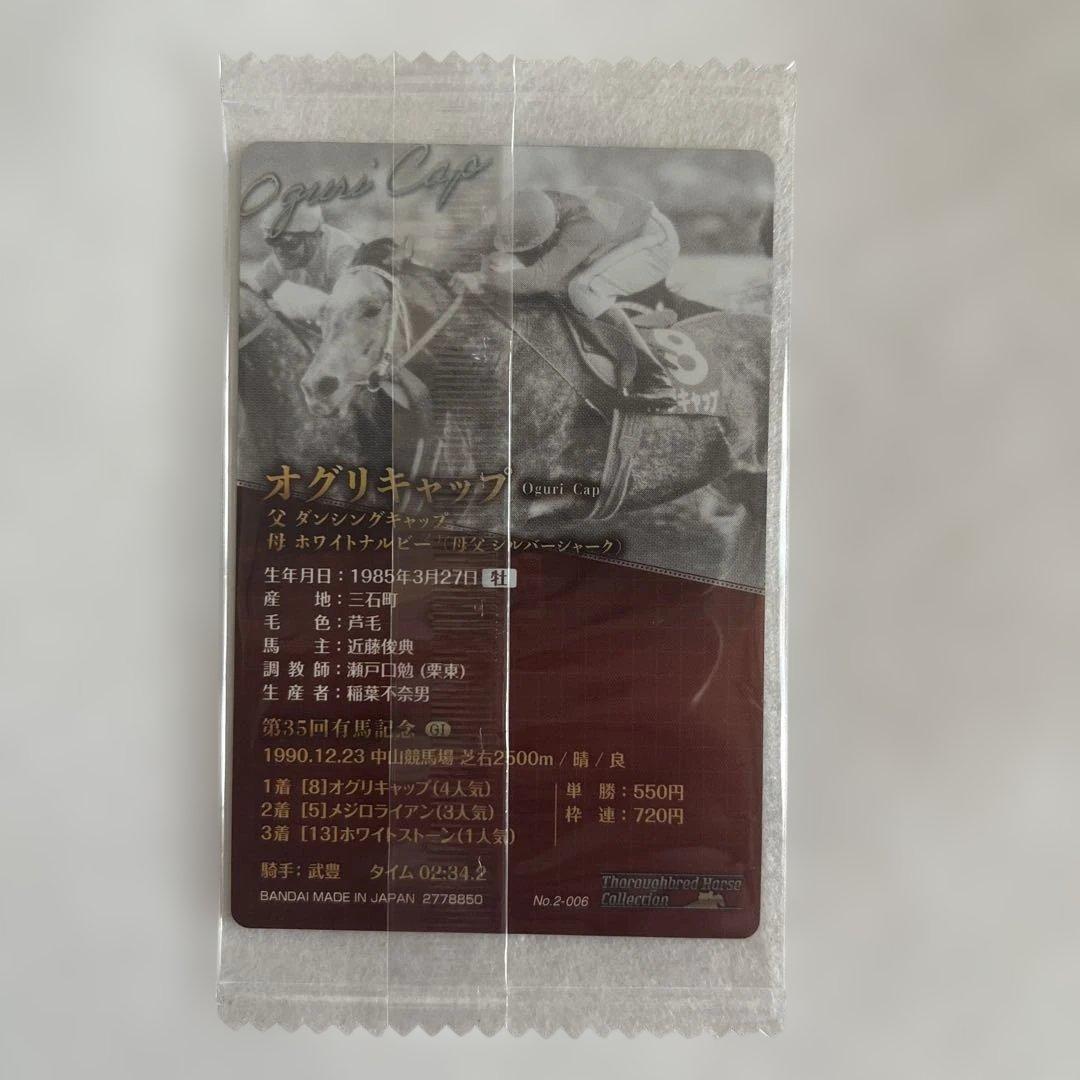 Oguri Cap
8
キャップ
オグリキャップ Oguri Cap
父 ダンシングキャップ
母 ホワイトナルビー（母父 シルバーシャーク）
生年月日：1985年3月27日 牡
産地：三石町
毛色：芦毛
馬主：近藤俊典
調教師：瀬戸口勉 (栗東)
生産者：稲葉不奈男
第35回有馬記念 GI
1990.12.23 中山競馬場 芝右2500m / 晴 / 良
1着 [8]オグリキャップ(4人気)
2着 [5]メジロライアン(3人気)
3着 [13]ホワイトストーン(1人気)
単勝：550円
枠連：720円
騎手：武豊 タイム 02:34.2
BANDAI MADE IN JAPAN 2778850
No.2-006
Thoroughbred Horse
Collection